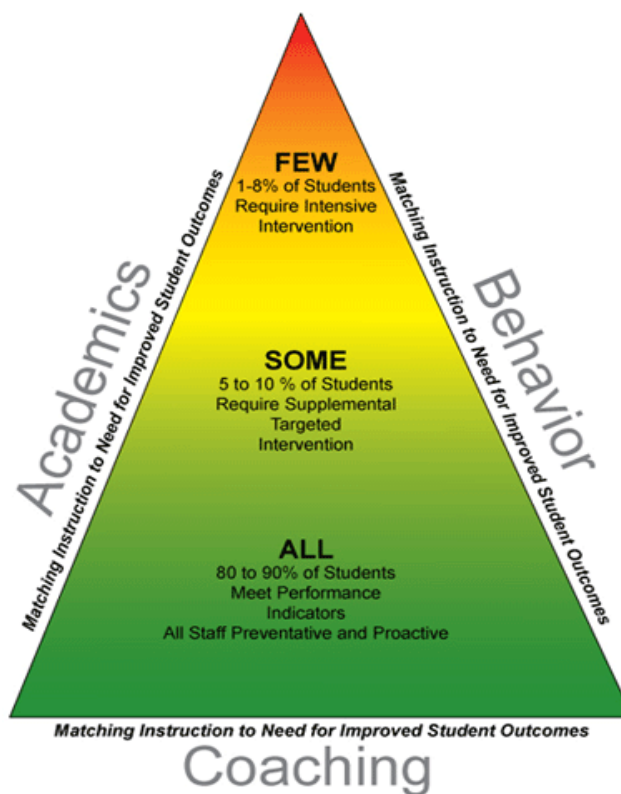 FEW
1-8% of Students
Require Intensive
Intervention
SOME
5 to 10 % of Students
Require Supplemental
Targeted
Intervention
ALL
80 to 90% of Students
Meet Performance
Indicators
All Staff Preventative and Proactive
Academics
Matching Instruction to Need for Improved Student Outcomes
Behavior
Matching Instruction to Need for Improved Student Outcomes
Matching Instruction to Need for Improved Student Outcomes
Coaching